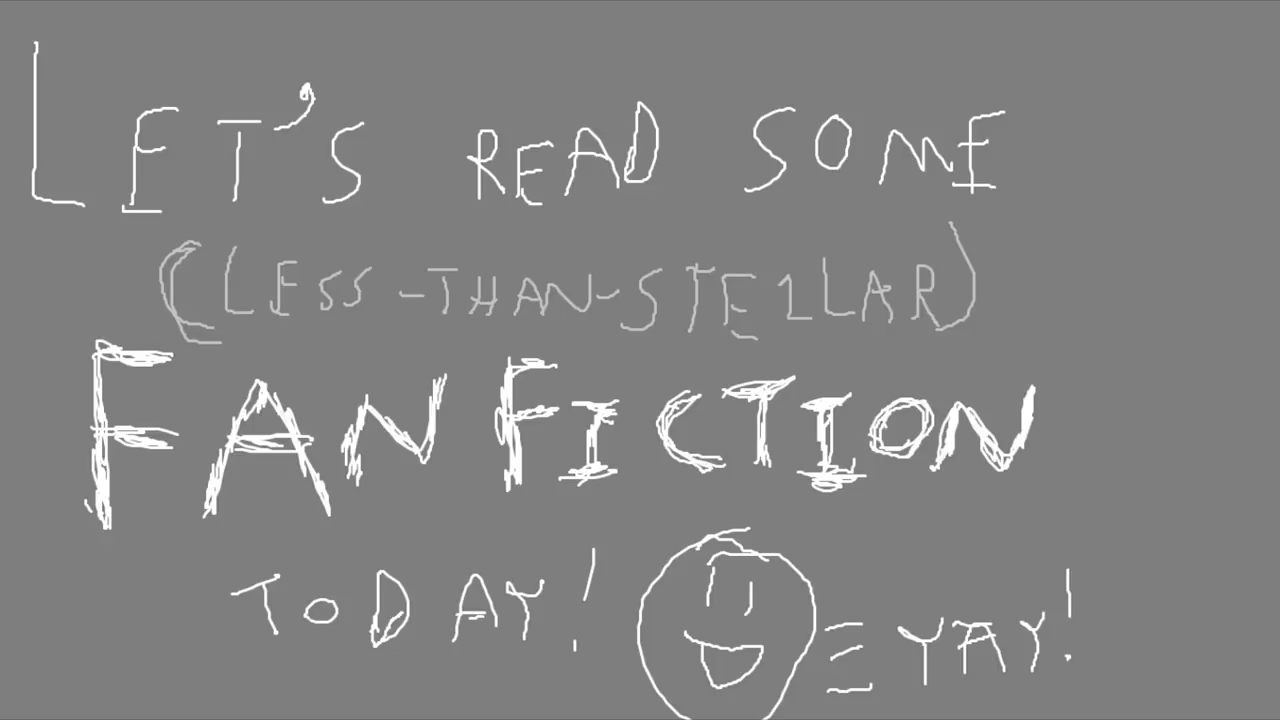 LET'S READ SOME
(LESS-THAN-STELLAR)
FANFICTION
TODAY!
YAY!